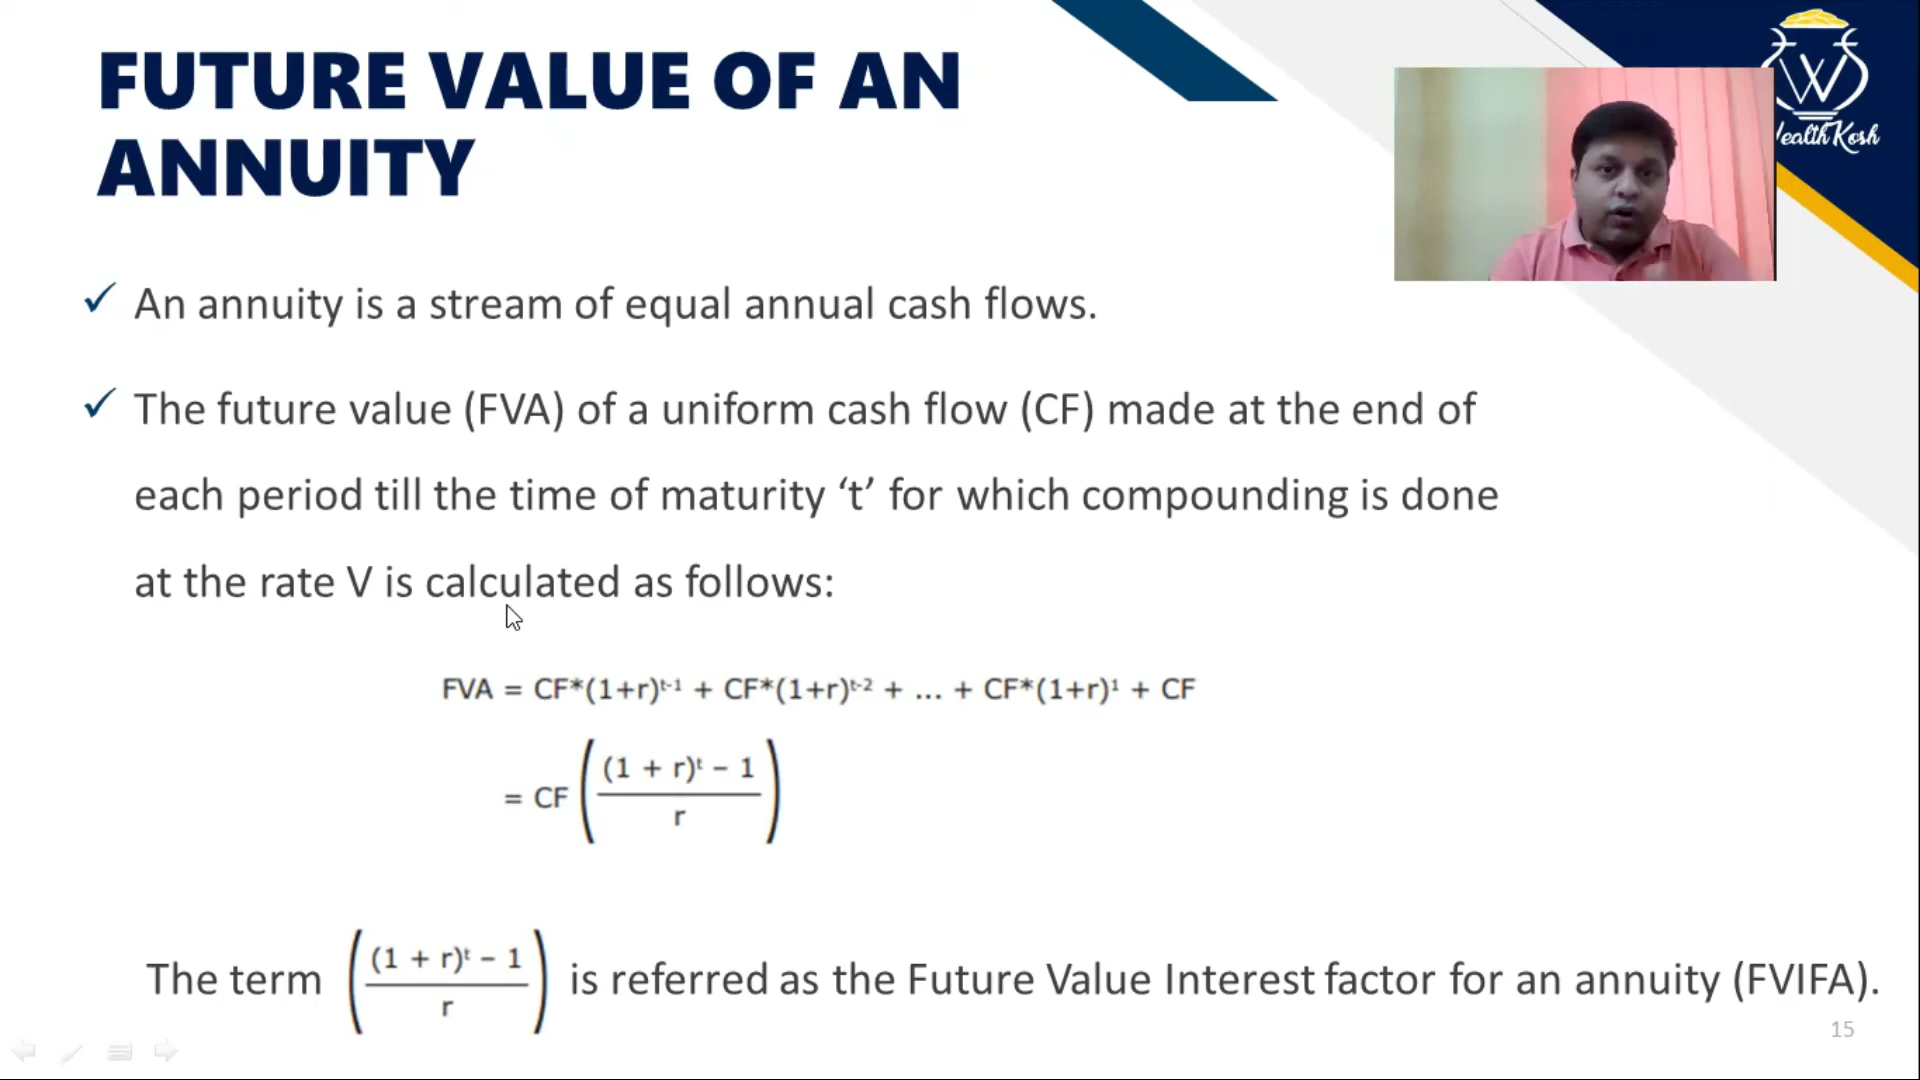 FUTURE VALUE OF AN
ANNUITY
W
ealth Kosh
✓ An annuity is a stream of equal annual cash flows.
✓ The future value (FVA) of a uniform cash flow (CF) made at the end of
each period till the time of maturity ‘t’ for which compounding is done
at the rate V is calculated as follows:
FVA = CF*(1+r)ᵗ⁻¹ + CF*(1+r)ᵗ⁻² + ... + CF*(1+r)¹ + CF
= CF ( (1 + r)ᵗ – 1 / r )
The term ( (1 + r)ᵗ – 1 / r ) is referred as the Future Value Interest factor for an annuity (FVIFA).
15